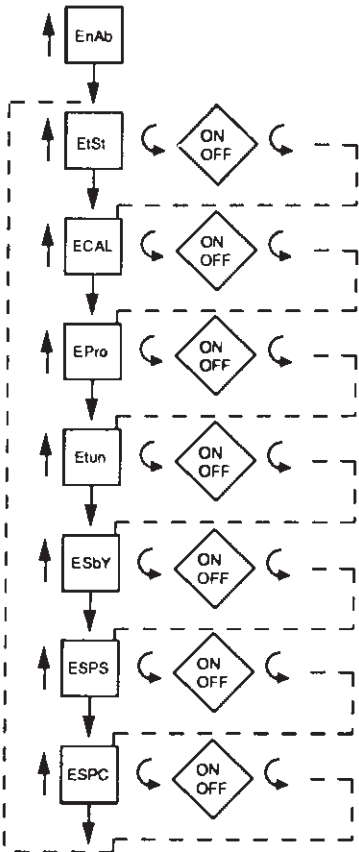 EnAb
EtSt
ON
OFF
ECAL
ON
OFF
EPro
ON
OFF
Etun
ON
OFF
ESbY
ON
OFF
ESPS
ON
OFF
ESPC
ON
OFF